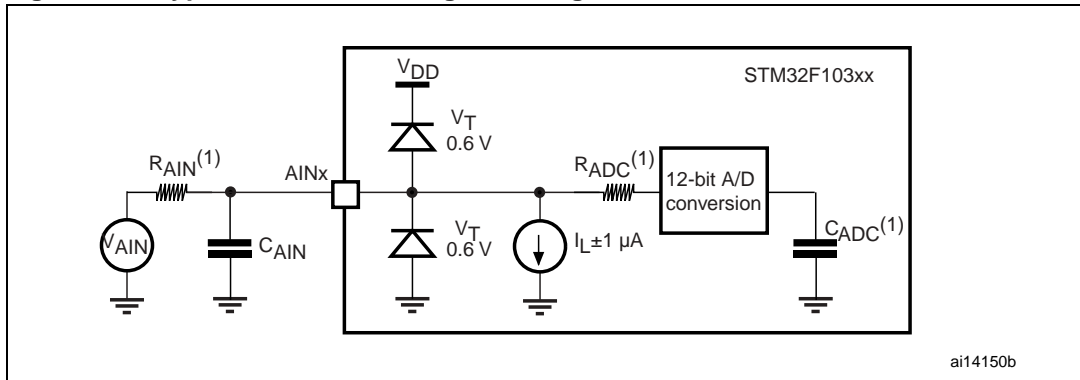 VDD
STM32F103xx
VT
0.6 V
RAIN(1)
AINx
RADC(1)
12-bit A/D
conversion
VAIN
CAIN
VT
0.6 V
IL±1 µA
CADC(1)
ai14150b